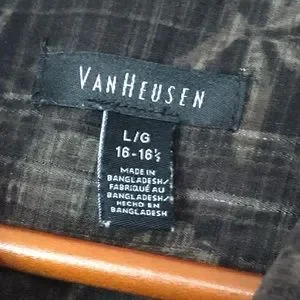 VAN HEUSEN
L/G
16-16½
MADE IN
BANGLADESH/
FABRIQUÉ AU
BANGLADESH/
HECHO EN
BANGLADESH